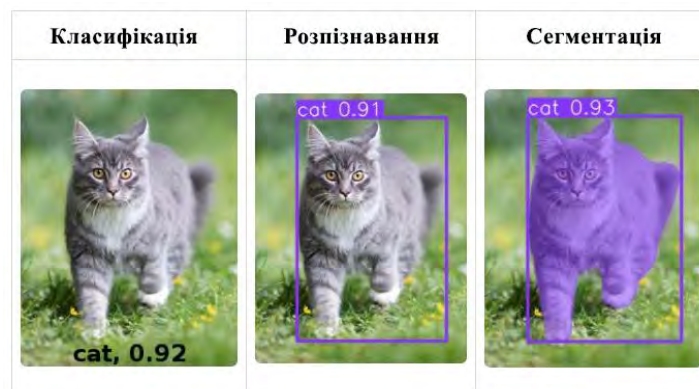 Класифікація
Розпізнавання
Сегментація
cat, 0.92
cat 0.91
cat 0.93